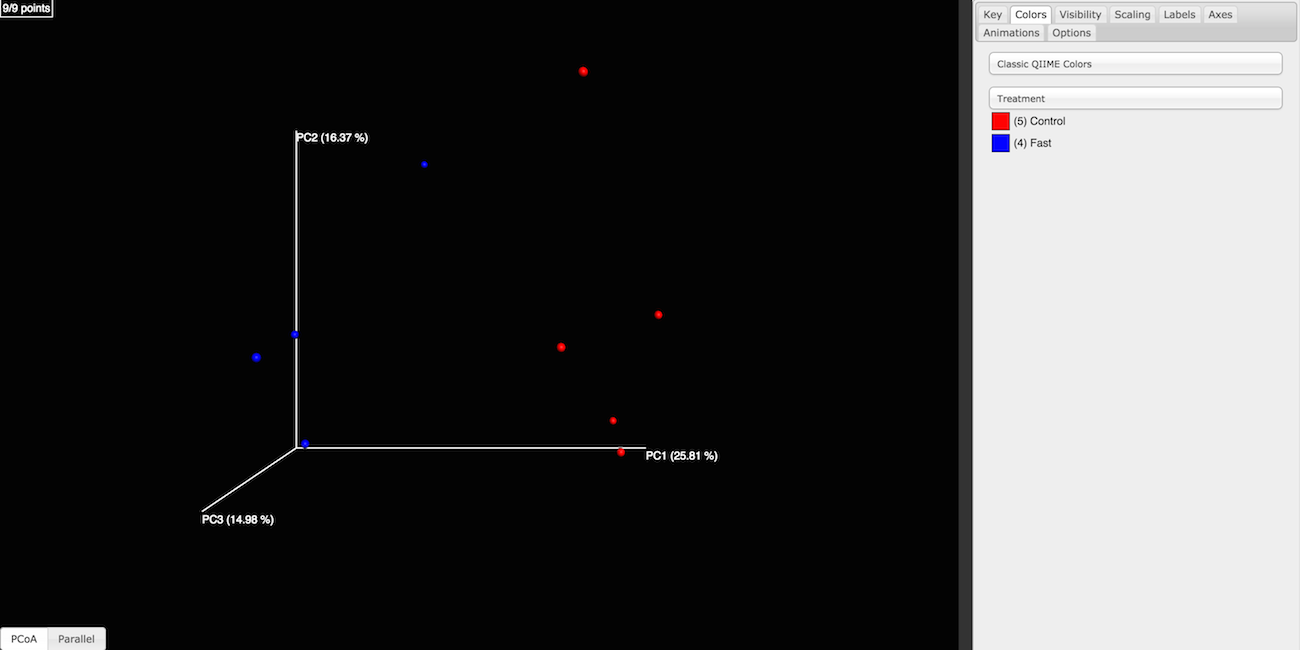 9/9 points
PC2 (16.37 %)
PC1 (25.81 %)
PC3 (14.98 %)
PCoA Parallel
Key Colors Visibility Scaling Labels Axes
Animations Options
Classic QIIME Colors
Treatment
(5) Control
(4) Fast